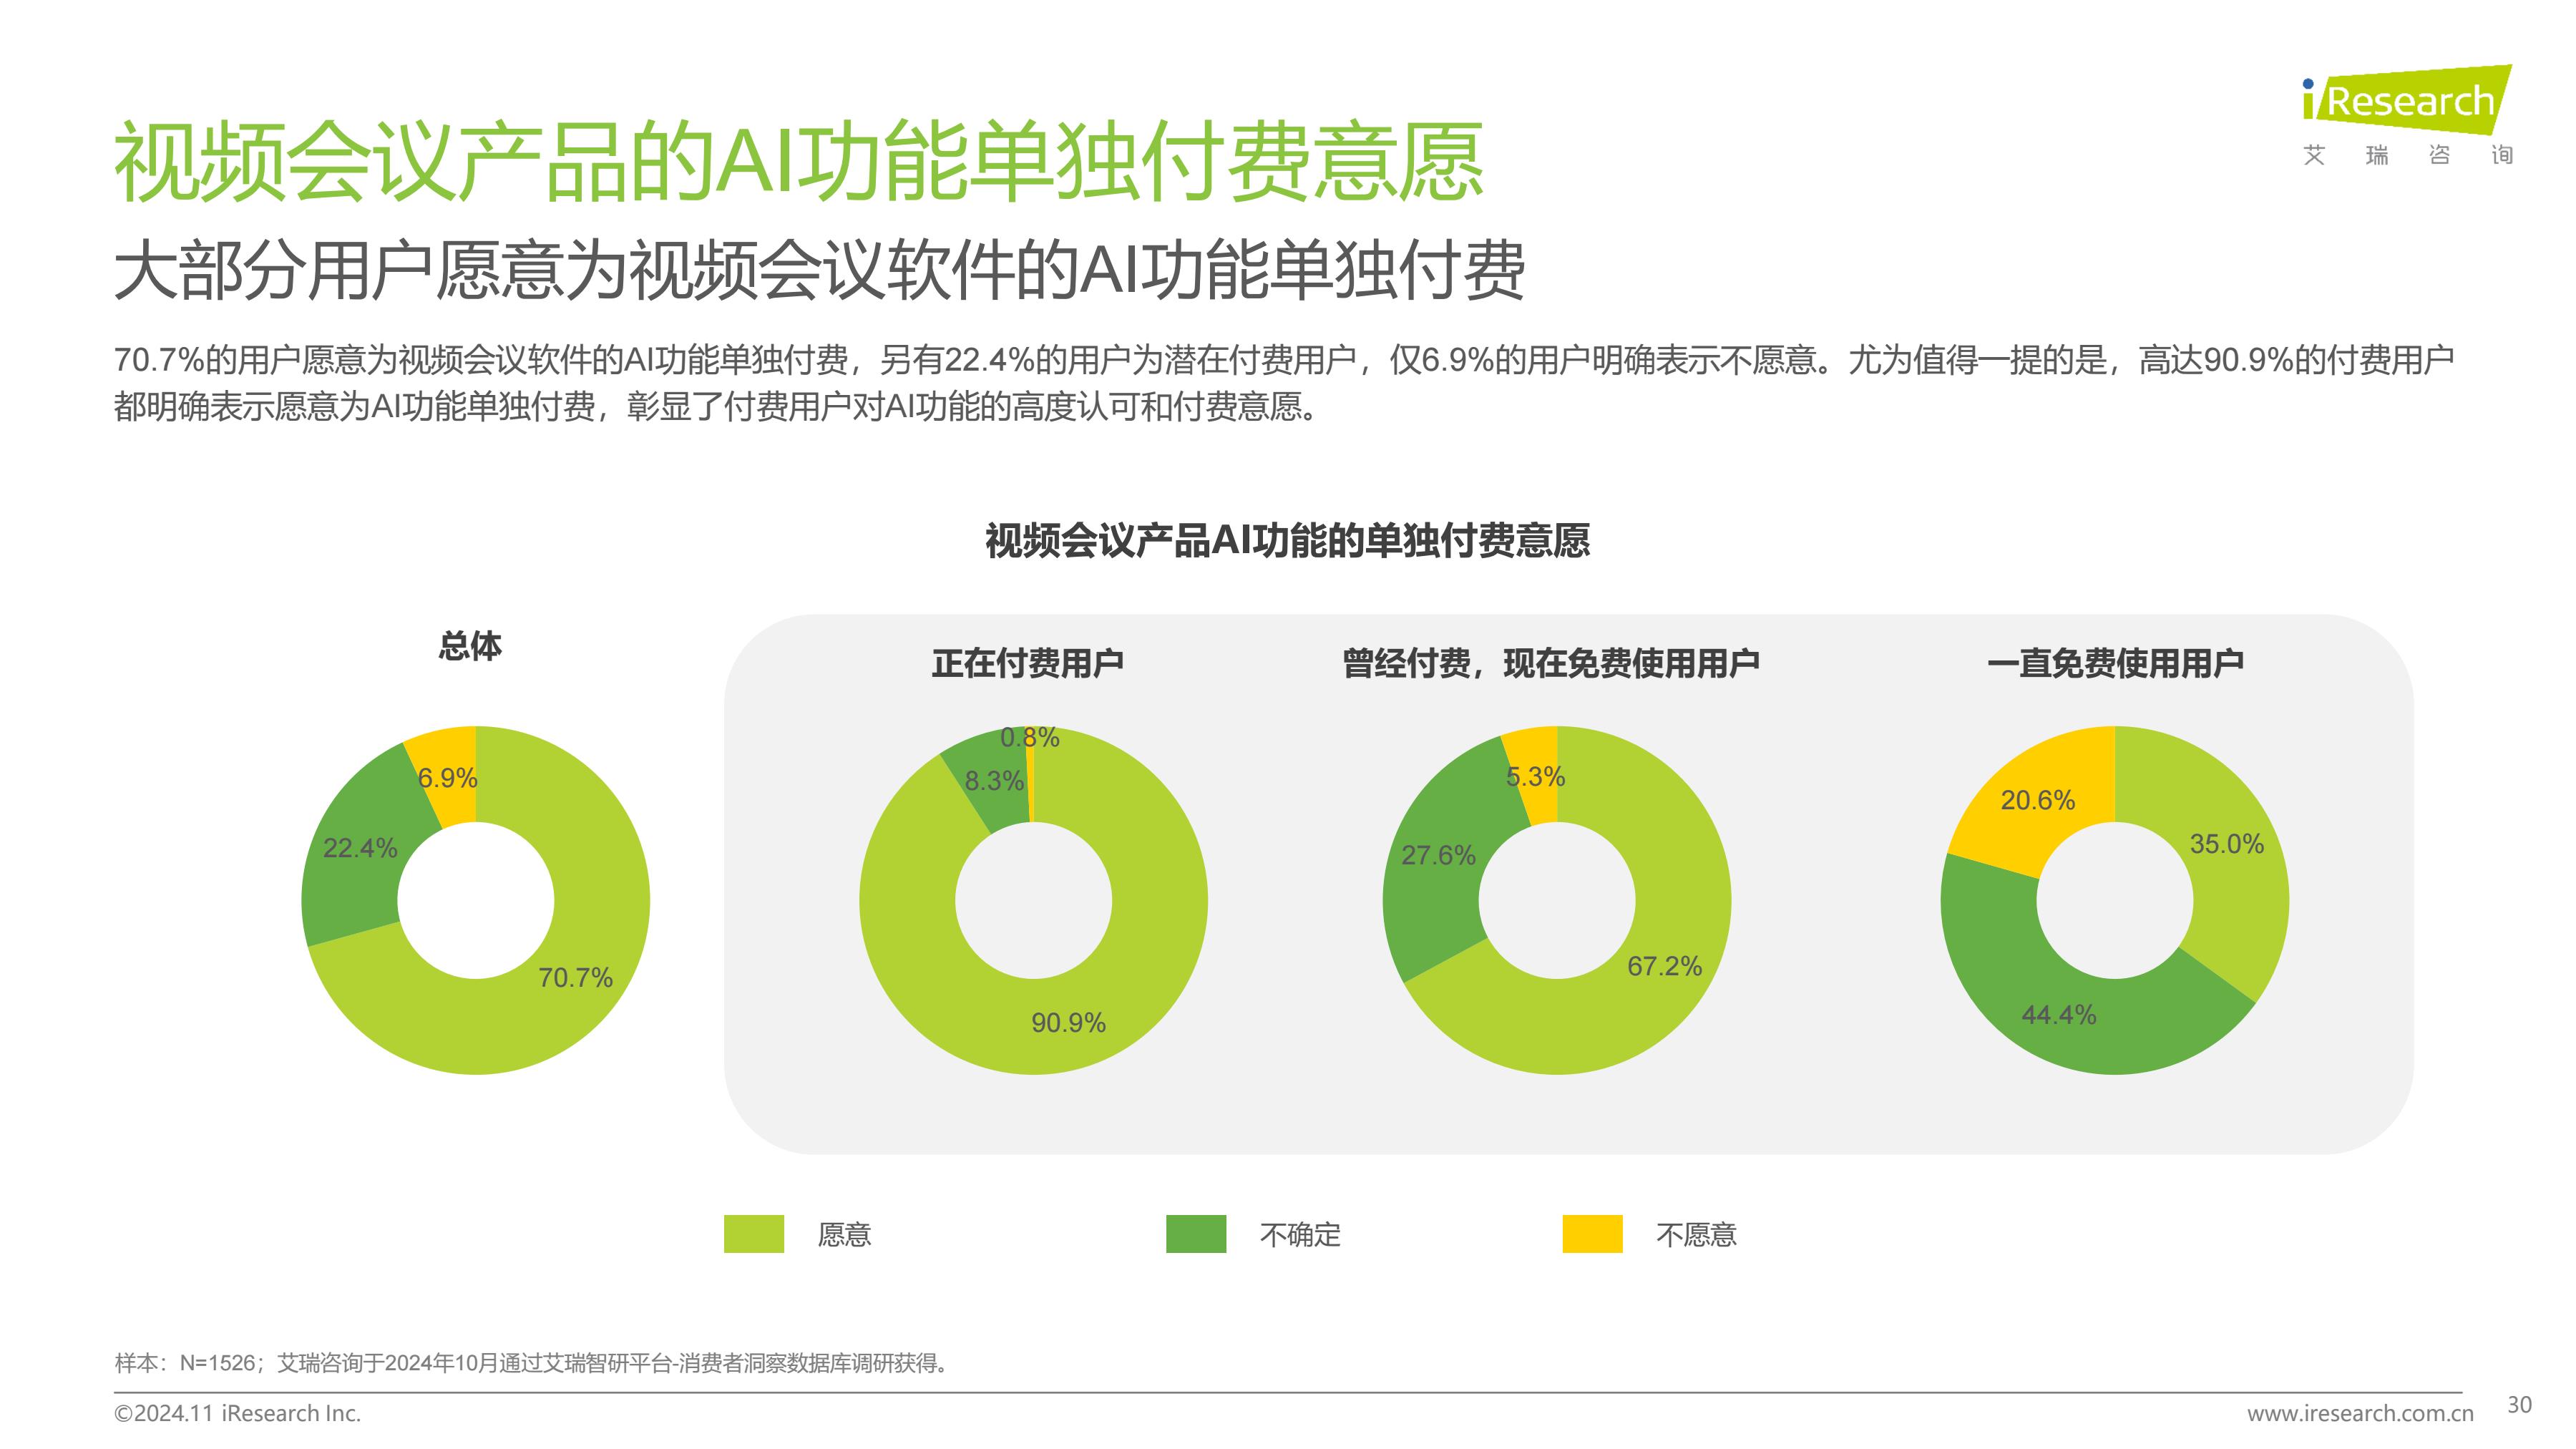 iResearch
艾瑞咨询
视频会议产品的AI功能单独付费意愿
大部分用户愿意为视频会议软件的AI功能单独付费
70.7%的用户愿意为视频会议软件的AI功能单独付费，另有22.4%的用户为潜在付费用户，仅6.9%的用户明确表示不愿意。尤为值得一提的是，高达90.9%的付费用户
都明确表示愿意为AI功能单独付费，彰显了付费用户对AI功能的高度认可和付费意愿。
视频会议产品AI功能的单独付费意愿
总体
6.9%
22.4%
70.7%
正在付费用户
0.8%
8.3%
90.9%
曾经付费，现在免费使用用户
5.3%
27.6%
67.2%
一直免费使用用户
20.6%
35.0%
44.4%
愿意
不确定
不愿意
样本：N=1526；艾瑞咨询于2024年10月通过艾瑞智研平台-消费者洞察数据库调研获得。
©2024.11 iResearch Inc.
www.iresearch.com.cn
30